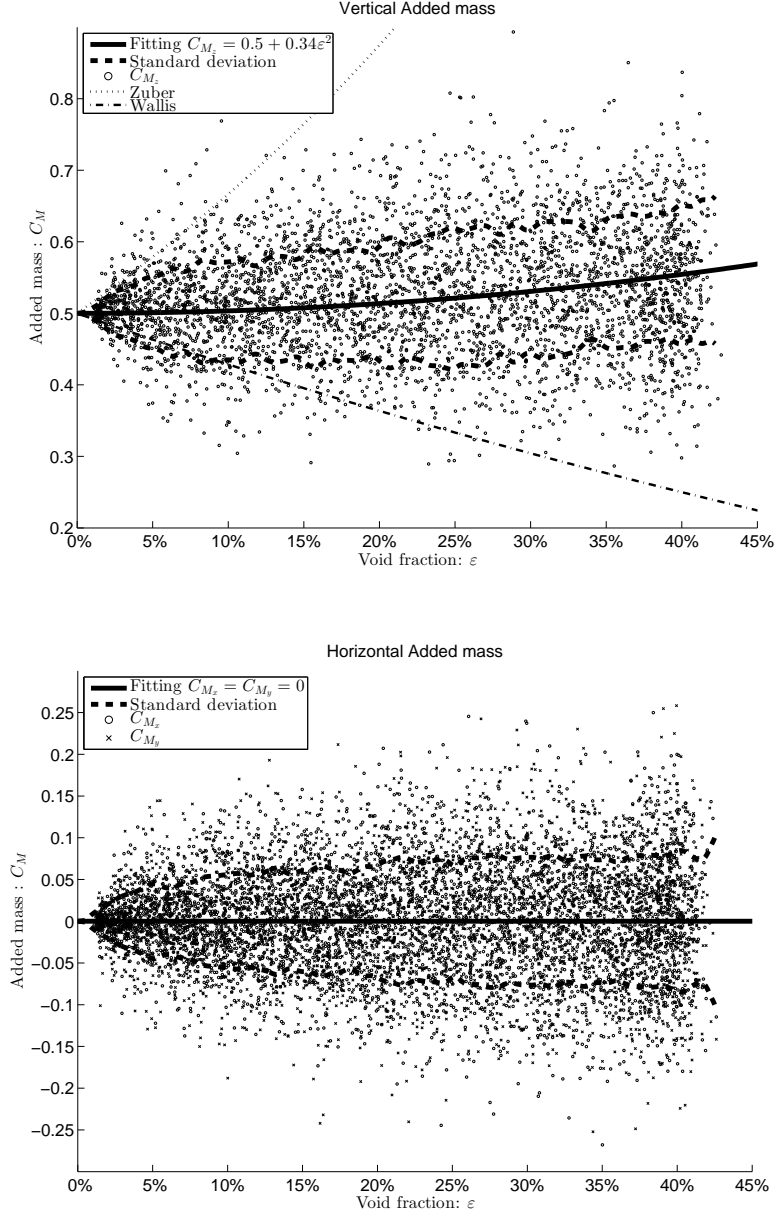 Vertical Added mass
Fitting C_{M_z} = 0.5 + 0.34ε²
Standard deviation
C_{M_z}
Zuber
Wallis
0.8
0.7
0.6
0.5
0.4
0.3
0.2
Added mass : C_M
0% 5% 10% 15% 20% 25% 30% 35% 40% 45%
Void fraction: ε
Horizontal Added mass
Fitting C_{M_x} = C_{M_y} = 0
Standard deviation
C_{M_x}
C_{M_y}
0.25
0.2
0.15
0.1
0.05
0
−0.05
−0.1
−0.15
−0.2
−0.25
Added mass : C_M
0% 5% 10% 15% 20% 25% 30% 35% 40% 45%
Void fraction: ε